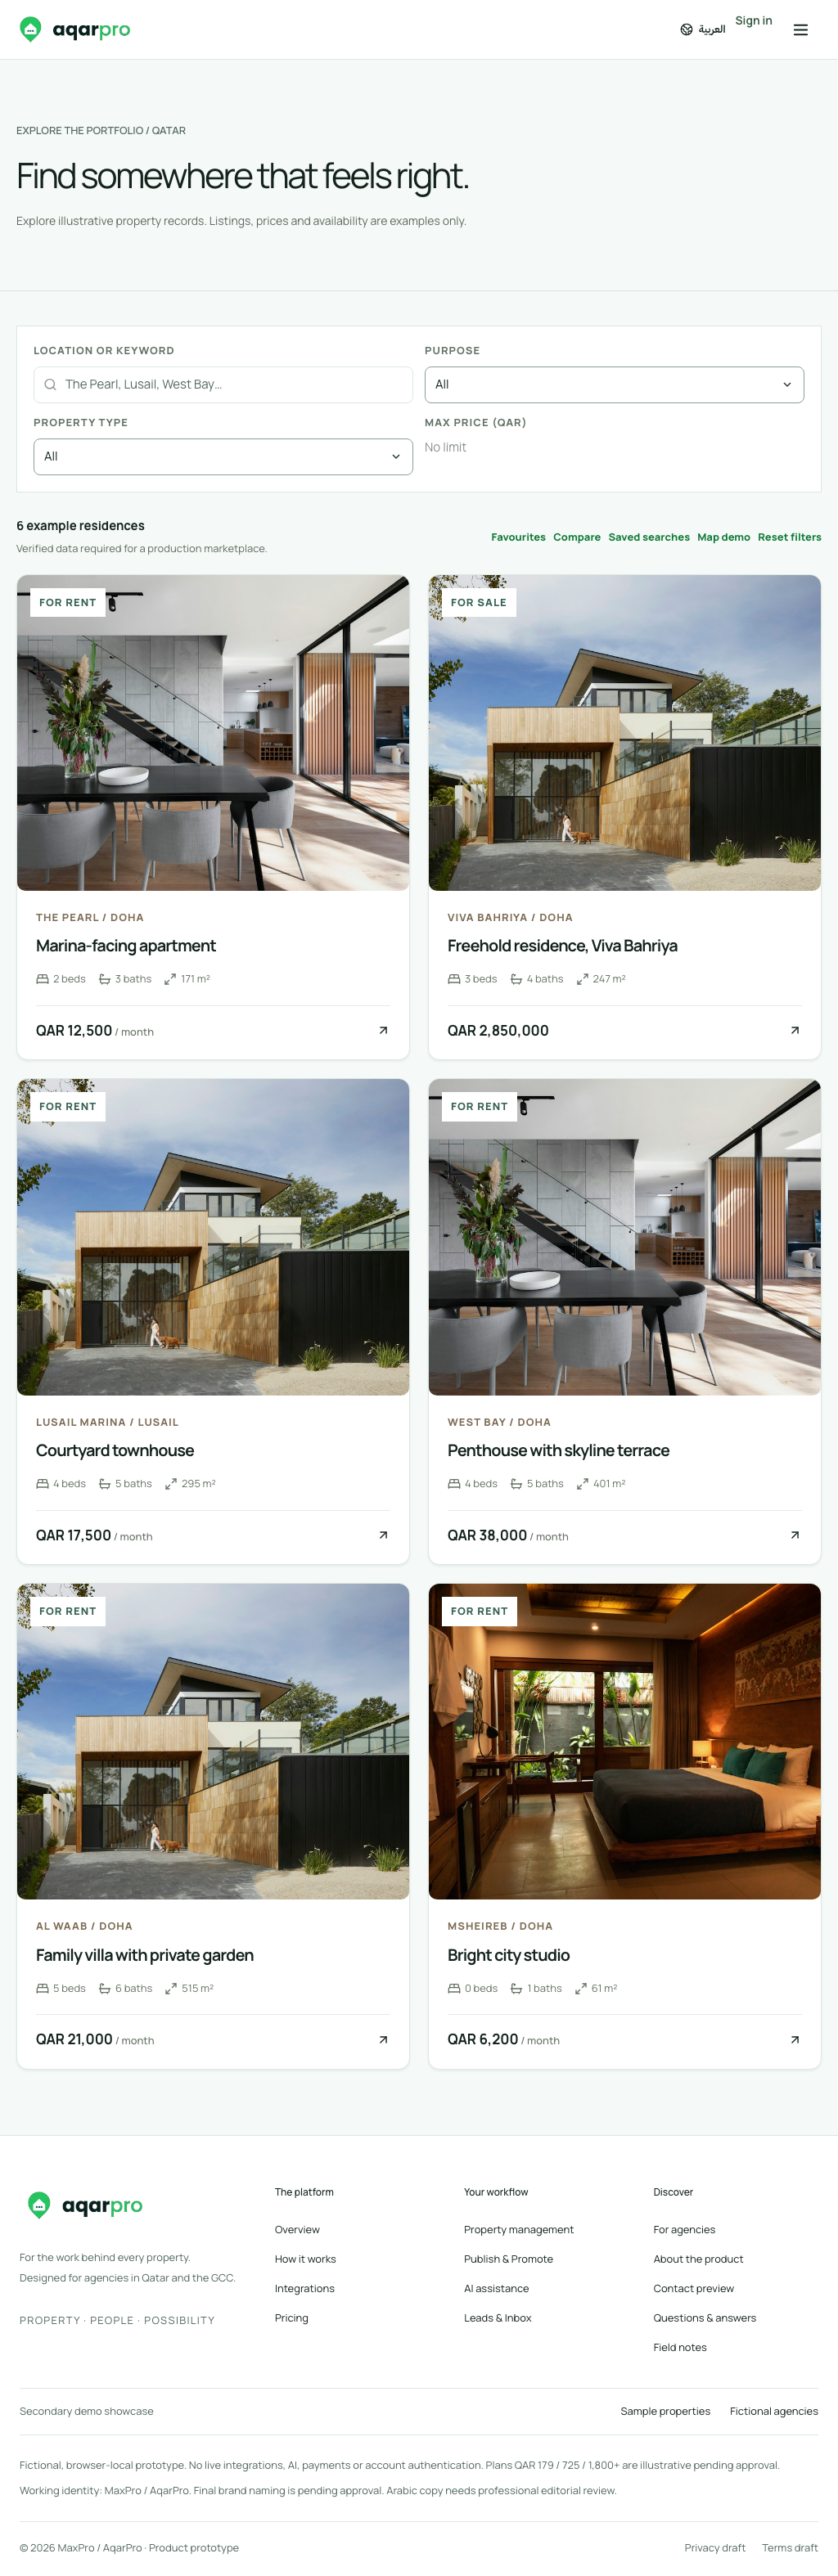 aqarpro
العربية
Sign in
EXPLORE THE PORTFOLIO / QATAR
Find somewhere that feels right.
Explore illustrative property records. Listings, prices and availability are examples only.
LOCATION OR KEYWORD
The Pearl, Lusail, West Bay…
PURPOSE
All
PROPERTY TYPE
All
MAX PRICE (QAR)
No limit
6 example residences
Verified data required for a production marketplace.
Favourites Compare Saved searches Map demo Reset filters
FOR RENT
THE PEARL / DOHA
Marina-facing apartment
2 beds 3 baths 171 m²
QAR 12,500 / month
FOR SALE
VIVA BAHRIYA / DOHA
Freehold residence, Viva Bahriya
3 beds 4 baths 247 m²
QAR 2,850,000
FOR RENT
LUSAIL MARINA / LUSAIL
Courtyard townhouse
4 beds 5 baths 295 m²
QAR 17,500 / month
FOR RENT
WEST BAY / DOHA
Penthouse with skyline terrace
4 beds 5 baths 401 m²
QAR 38,000 / month
FOR RENT
AL WAAB / DOHA
Family villa with private garden
5 beds 6 baths 515 m²
QAR 21,000 / month
FOR RENT
MSHEIREB / DOHA
Bright city studio
0 beds 1 baths 61 m²
QAR 6,200 / month
aqarpro
For the work behind every property.
Designed for agencies in Qatar and the GCC.
PROPERTY · PEOPLE · POSSIBILITY
The platform
Overview
How it works
Integrations
Pricing
Your workflow
Property management
Publish & Promote
AI assistance
Leads & Inbox
Discover
For agencies
About the product
Contact preview
Questions & answers
Field notes
Secondary demo showcase
Sample properties Fictional agencies
Fictional, browser-local prototype. No live integrations, AI, payments or account authentication. Plans QAR 179 / 725 / 1,800+ are illustrative pending approval.
Working identity: MaxPro / AqarPro. Final brand naming is pending approval. Arabic copy needs professional editorial review.
© 2026 MaxPro / AqarPro · Product prototype
Privacy draft Terms draft